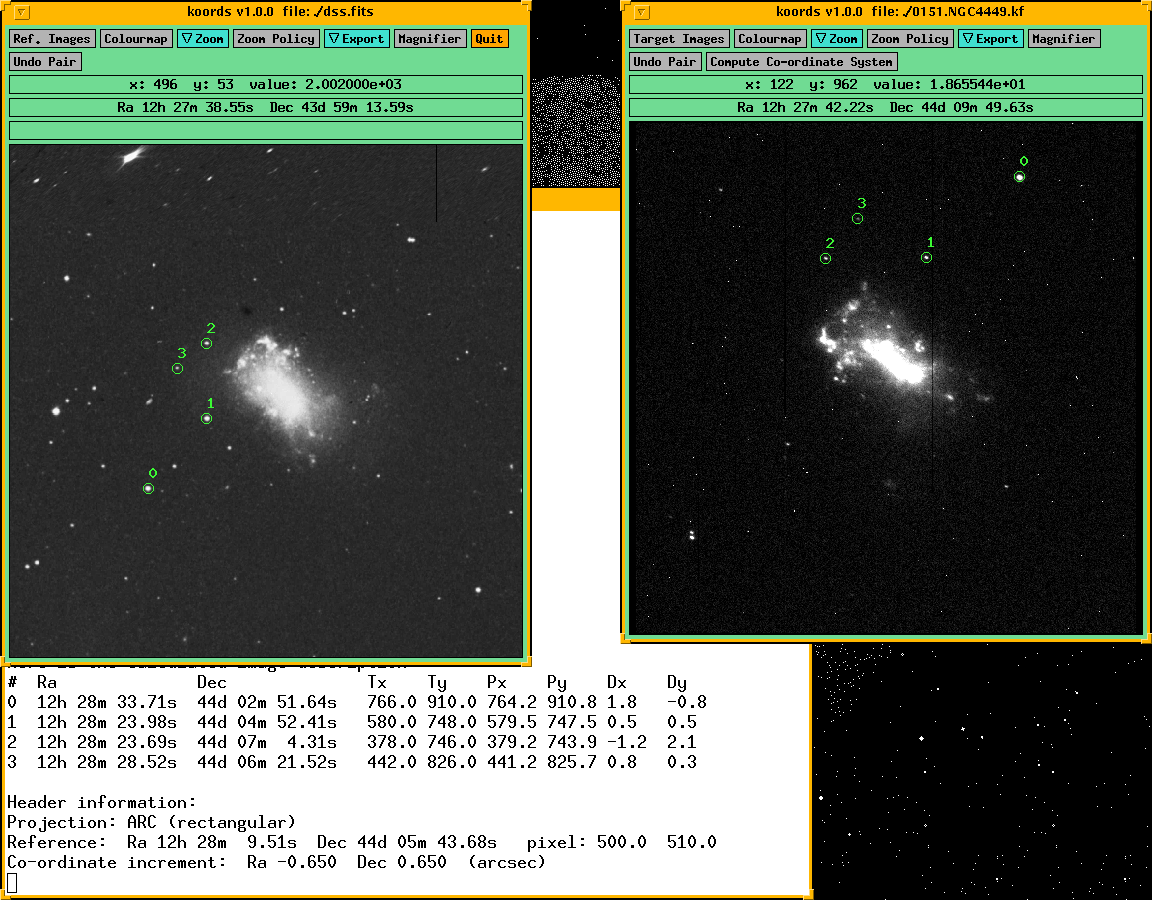 koords v1.0.0 file: ./dss.fits
Ref. Images Colourmap Zoom Zoom Policy Export Magnifier Quit
Undo Pair
x: 496 y: 53 value: 2.002000e+03
Ra 12h 27m 38.55s Dec 43d 59m 13.59s
2
3
1
0
koords v1.0.0 file: ./0151.NGC4449.kf
Target Images Colourmap Zoom Zoom Policy Export Magnifier
Undo Pair Compute Co-ordinate System
x: 122 y: 962 value: 1.865544e+01
Ra 12h 27m 42.22s Dec 44d 09m 49.63s
0
3
2 1
# Ra Dec Tx Ty Px Py Dx Dy
0 12h 28m 33.71s 44d 02m 51.64s 766.0 910.0 764.2 910.8 1.8 -0.8
1 12h 28m 23.98s 44d 04m 52.41s 580.0 748.0 579.5 747.5 0.5 0.5
2 12h 28m 23.69s 44d 07m 4.31s 378.0 746.0 379.2 743.9 -1.2 2.1
3 12h 28m 28.52s 44d 06m 21.52s 442.0 826.0 441.2 825.7 0.8 0.3
Header information:
Projection: ARC (rectangular)
Reference: Ra 12h 28m 9.51s Dec 44d 05m 43.68s pixel: 500.0 510.0
Co-ordinate increment: Ra -0.650 Dec 0.650 (arcsec)